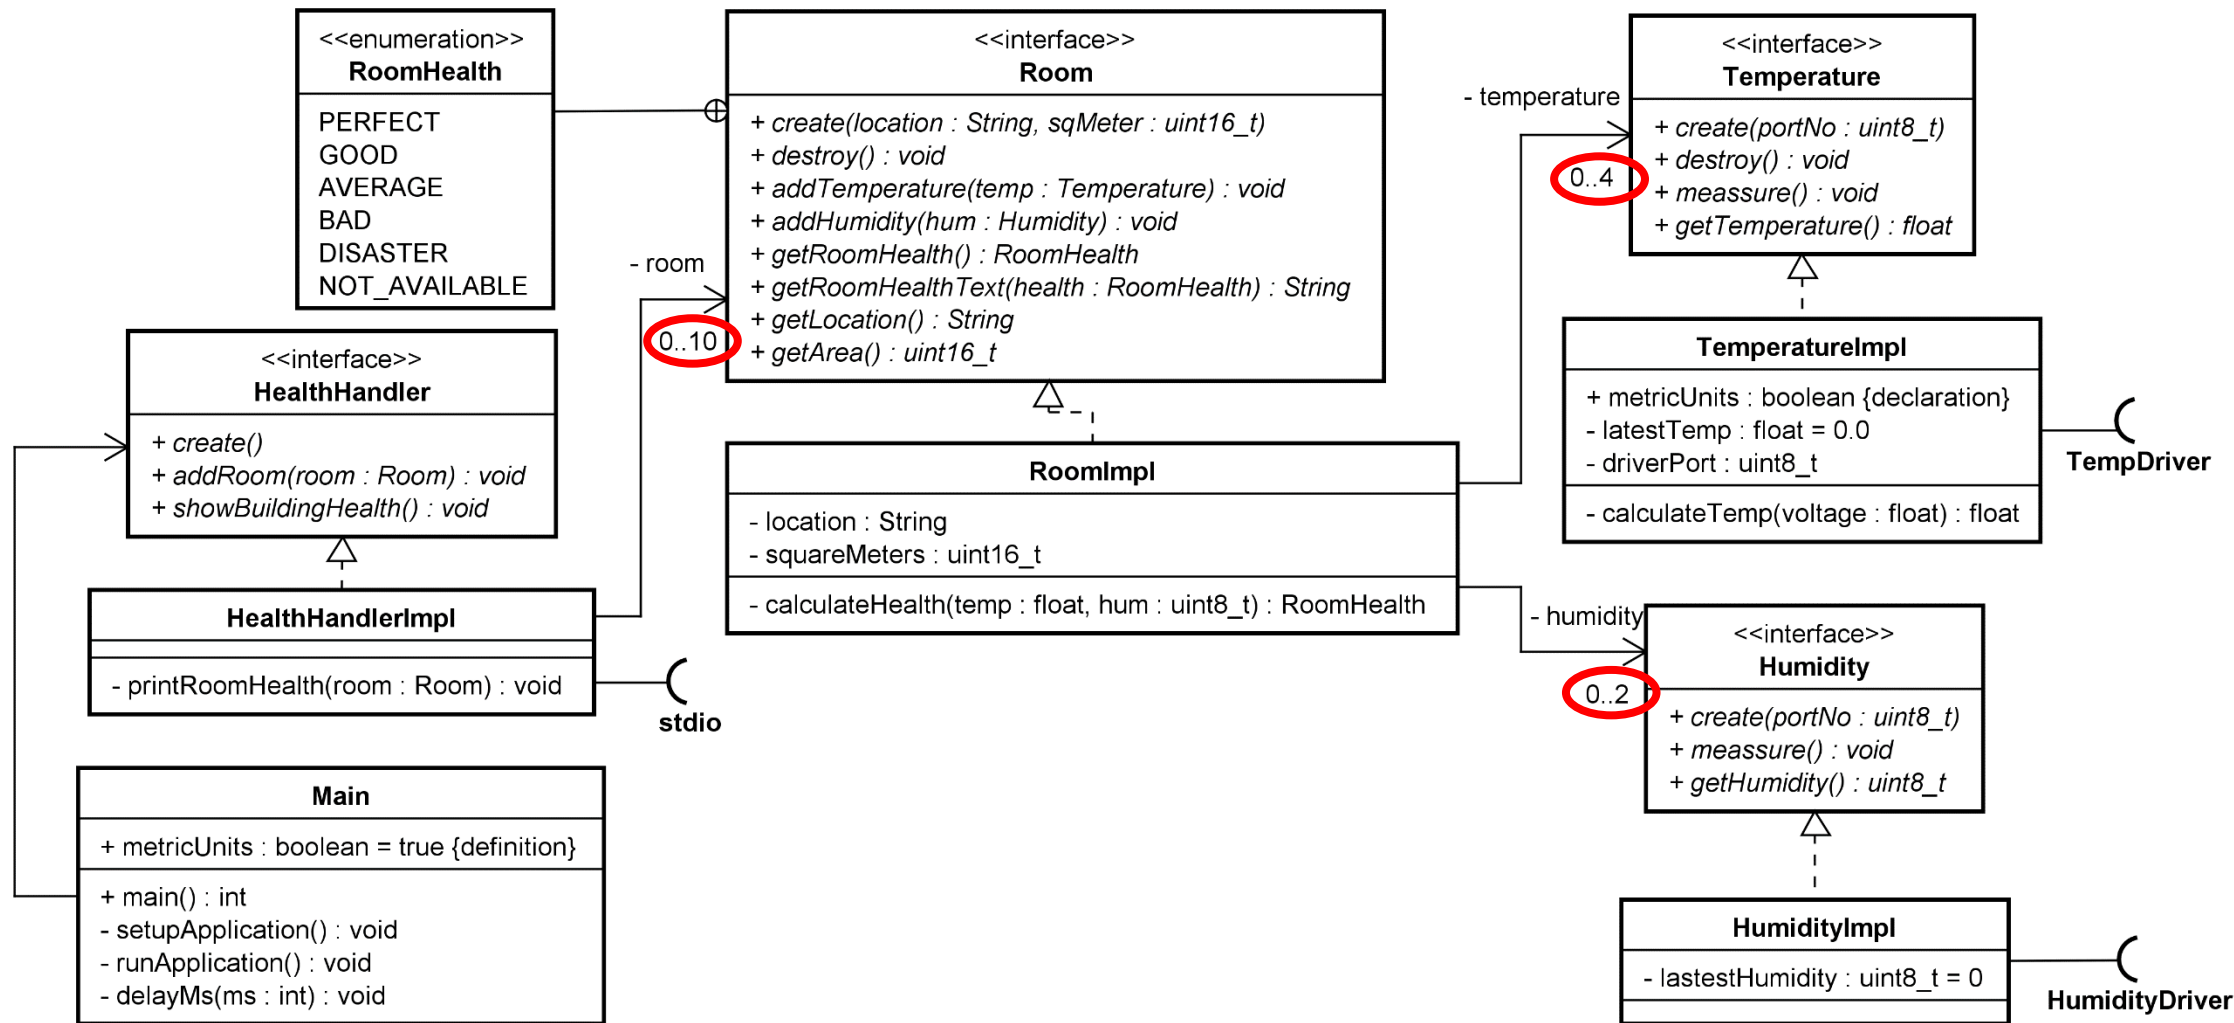 <<enumeration>>
RoomHealth
PERFECT
GOOD
AVERAGE
BAD
DISASTER
NOT_AVAILABLE
<<interface>>
Room
+ create(location : String, sqMeter : uint16_t)
+ destroy() : void
+ addTemperature(temp : Temperature) : void
+ addHumidity(hum : Humidity) : void
+ getRoomHealth() : RoomHealth
+ getRoomHealthText(health : RoomHealth) : String
+ getLocation() : String
+ getArea() : uint16_t
- temperature
0..4
<<interface>>
Temperature
+ create(portNo : uint8_t)
+ destroy() : void
+ meassure() : void
+ getTemperature() : float
- room
0..10
<<interface>>
HealthHandler
+ create()
+ addRoom(room : Room) : void
+ showBuildingHealth() : void
TemperatureImpl
+ metricUnits : boolean {declaration}
- latestTemp : float = 0.0
- driverPort : uint8_t
- calculateTemp(voltage : float) : float
TempDriver
RoomImpl
- location : String
- squareMeters : uint16_t
- calculateHealth(temp : float, hum : uint8_t) : RoomHealth
HealthHandlerImpl
- printRoomHealth(room : Room) : void
stdio
- humidity
0..2
<<interface>>
Humidity
+ create(portNo : uint8_t)
+ meassure() : void
+ getHumidity() : uint8_t
Main
+ metricUnits : boolean = true {definition}
+ main() : int
- setupApplication() : void
- runApplication() : void
- delayMs(ms : int) : void
HumidityImpl
- lastestHumidity : uint8_t = 0
HumidityDriver